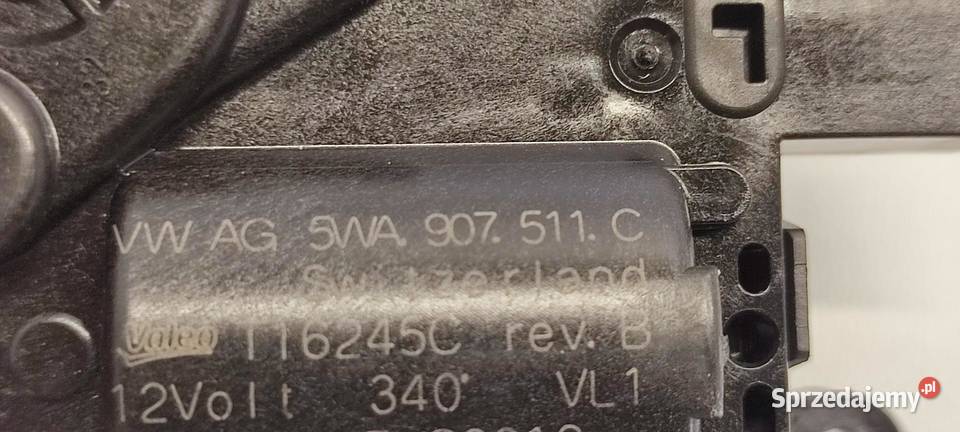 VW AG 5WA. 907. 511. C
Switzerland
Valeo T16245C rev. B
12Volt 340° VL1
Sprzedajemy .pl